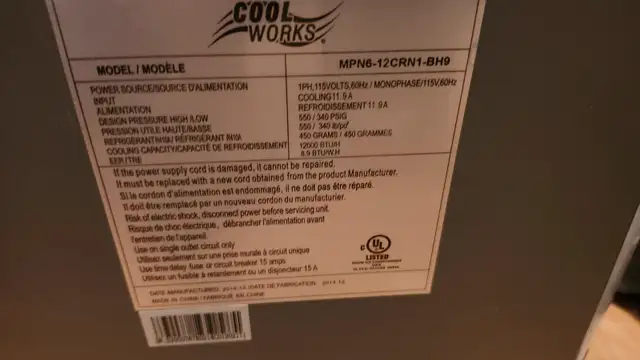 COOL
WORKS
MODEL / MODÈLE MPN6-12CRN1-BH9
POWER SOURCE/SOURCE D'ALIMENTATION 1PH,115VOLTS,60Hz / MONOPHASE/115V,60Hz
INPUT COOLING11.9A
ALIMENTATION REFROIDISSEMENT11.9A
DESIGN PRESSURE HIGH /LOW 550 / 340 PSIG
PRESSION UTILE HAUTE/BASSE 550 / 340 lb/po²
REFRIGERANT/R410A/ RÉFRIGÉRANT R410A 450 GRAMS / 450 GRAMMES
COOLING CAPACITY/CAPACITÉ DE REFROIDISSEMENT 12000 BTU/H
EER/TRE 8.9 BTU/W.H
If the power supply cord is damaged, it cannot be repaired.
It must be replaced with a new cord obtained from the product Manufacturer.
Si le cordon d'alimentation est endommagé, il ne doit pas être réparé.
Il doit être remplacé par un nouveau cordon du manufacturier.
Risk of electric shock, disconnect power before servicing unit.
Risque de choc électrique, débrancher l'alimentation avant
l'entretien de l'appareil.
Use on single outlet circuit only
Utilisez seulement sur une prise murale à circuit unique
Use time delay fuse or circuit breaker 15 amps
Utilisez un fusible à retardement ou un disjoncteur 15 A
C UL
LISTED
DATE MANUFACTURED: 2014.12 /DATE DE FABRICATION 2014.12
MADE IN CHINA / FABRIQUÉ EN CHINE